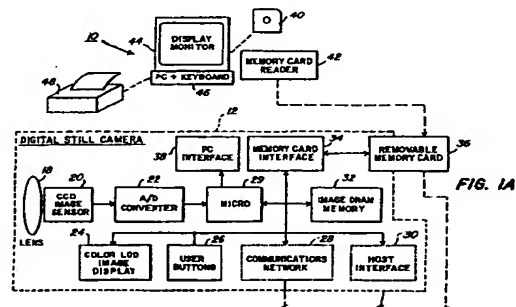 10
44
DISPLAY
MONITOR
40
MEMORY CARD
READER
42
48
PC + KEYBOARD
46
12
DIGITAL STILL CAMERA
38
PC
INTERFACE
MEMORY CARD
INTERFACE
34
REMOVABLE
MEMORY CARD
36
FIG. 1A
18
LENS
20
CCD
IMAGE
SENSOR
22
A/D
CONVERTER
29
MICRO
32
IMAGE DRAM
MEMORY
24
COLOR LCD
IMAGE
DISPLAY
26
USER
BUTTONS
28
COMMUNICATIONS
NETWORK
30
HOST
INTERFACE